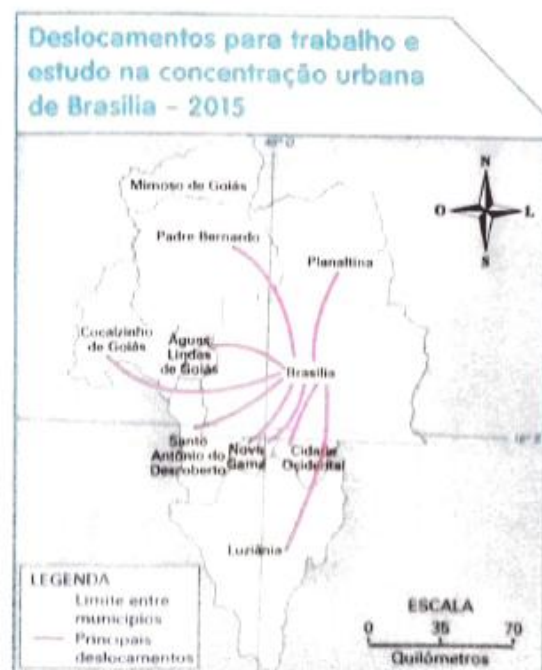 Deslocamentos para trabalho e
estudo na concentração urbana
de Brasília – 2015
N
O
L
S
Mimoso de Goiás
Padre Bernardo
Planaltina
Cocalzinho
de Goiás
Águas
Lindas
de Goiás
Brasília
Santo
Antônio do
Descoberto
Novo
Gama
Cidade
Ocidental
Luziânia
LEGENDA
Limite entre
municípios
Principais
deslocamentos
ESCALA
0 35 70
Quilômetros